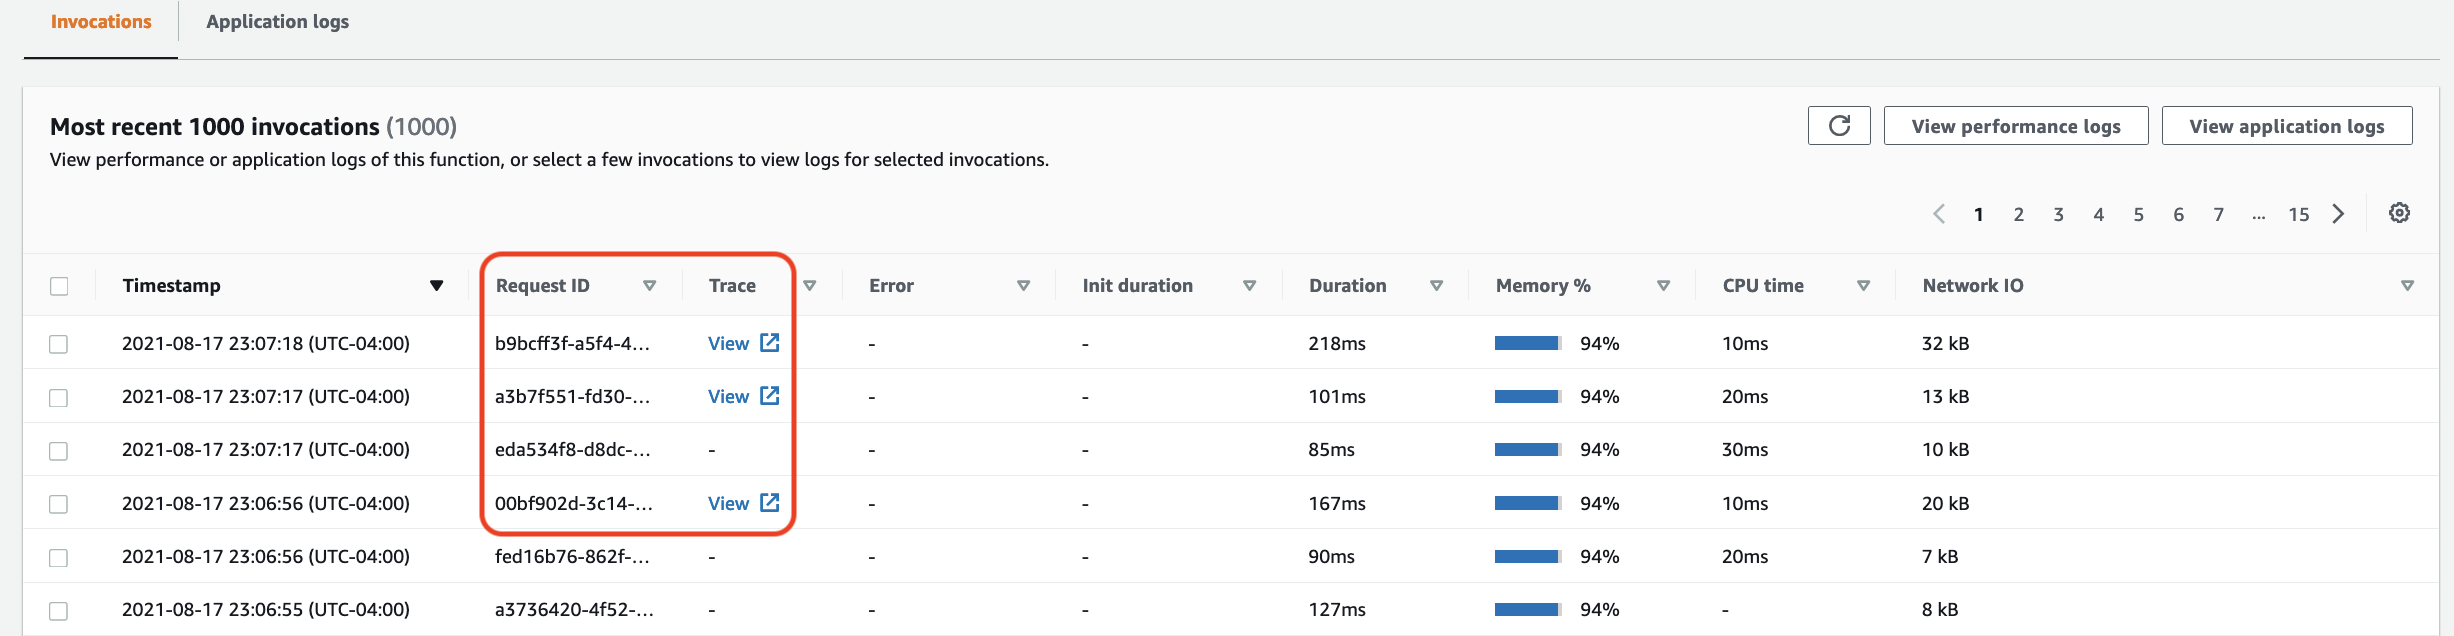 Invocations Application logs
Most recent 1000 invocations (1000) View performance logs View application logs
View performance or application logs of this function, or select a few invocations to view logs for selected invocations.
1 2 3 4 5 6 7 ... 15
Timestamp Request ID Trace Error Init duration Duration Memory % CPU time Network IO
2021-08-17 23:07:18 (UTC-04:00) b9bcff3f-a5f4-4... View - - 218ms 94% 10ms 32 kB
2021-08-17 23:07:17 (UTC-04:00) a3b7f551-fd30-... View - - 101ms 94% 20ms 13 kB
2021-08-17 23:07:17 (UTC-04:00) eda534f8-d8dc-... - - - 85ms 94% 30ms 10 kB
2021-08-17 23:06:56 (UTC-04:00) 00bf902d-3c14-... View - - 167ms 94% 10ms 20 kB
2021-08-17 23:06:56 (UTC-04:00) fed16b76-862f-... - - - 90ms 94% 20ms 7 kB
2021-08-17 23:06:55 (UTC-04:00) a3736420-4f52-... - - - 127ms 94% - 8 kB